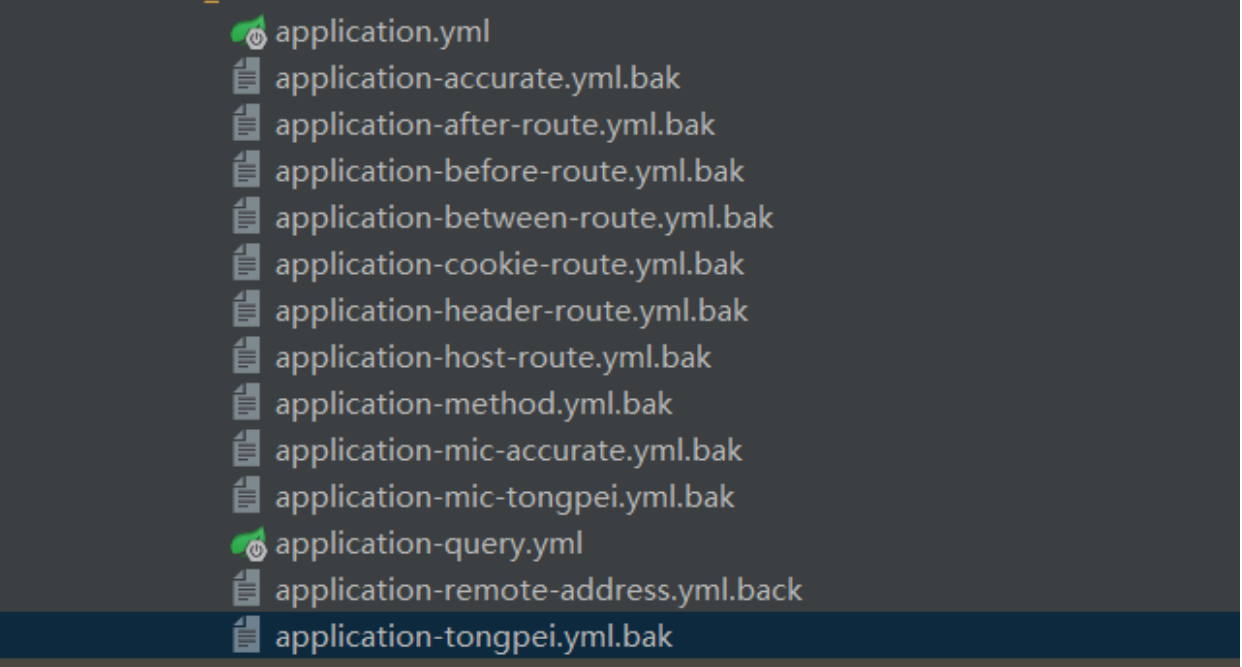 application.yml
application-accurate.yml.bak
application-after-route.yml.bak
application-before-route.yml.bak
application-between-route.yml.bak
application-cookie-route.yml.bak
application-header-route.yml.bak
application-host-route.yml.bak
application-method.yml.bak
application-mic-accurate.yml.bak
application-mic-tongpei.yml.bak
application-query.yml
application-remote-address.yml.back
application-tongpei.yml.bak